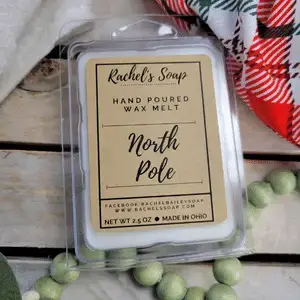 Rachel's Soap
HAND POURED
WAX MELT
North
Pole
FACEBOOK:RACHELBAILEYSOAP
WWW.RACHELSSOAP.COM
NET WT 2.5 OZ ● MADE IN OHIO